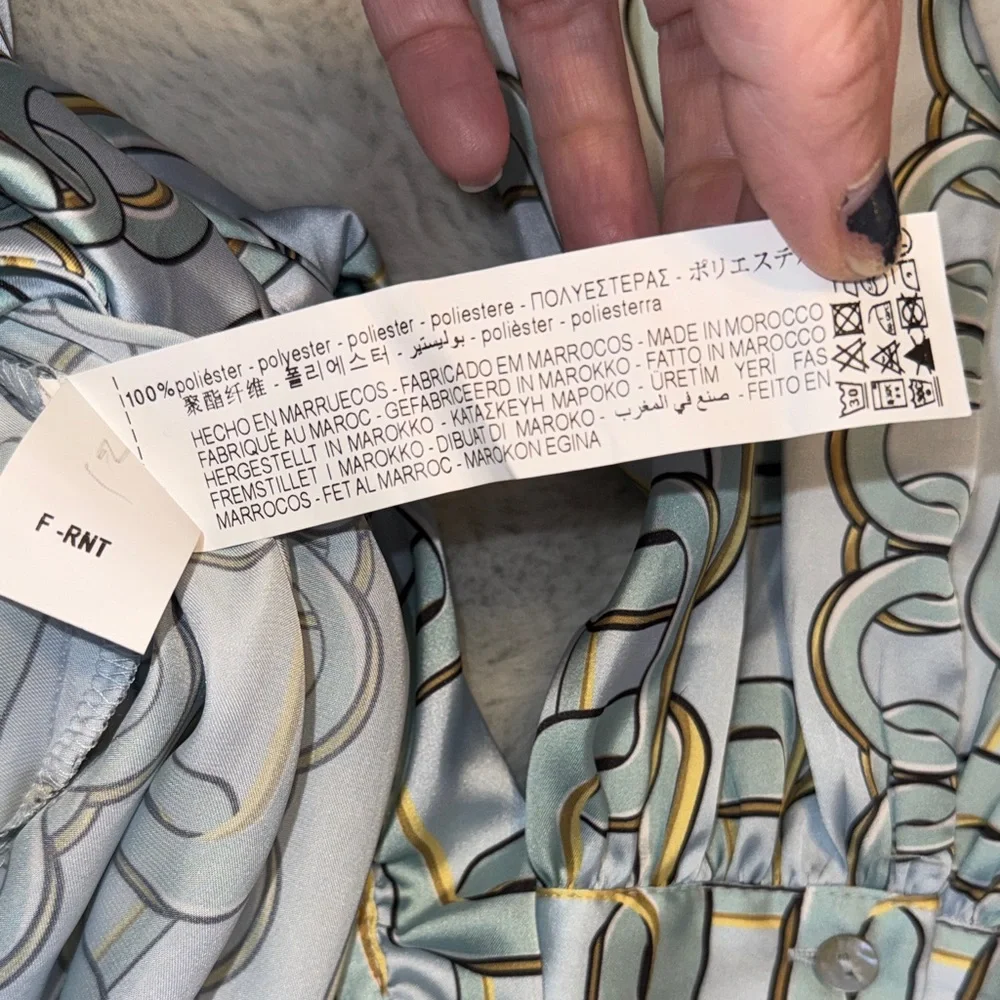 100% poliéster - polyester - poliester - poliestere - ΠΟΛΥΕΣΤΕΡΑΣ - ポリエステ
聚酯纤维 - 폴리에스터 - بوليستير - polièster - poliesterra
HECHO EN MARRUECOS - FABRICADO EM MARROCOS - MADE IN MOROCCO
FABRIQUÉ AU MAROC - GEFABRICEERD IN MAROKKO - FATTO IN MAROCCO
HERGESTELLT IN MAROKKO - ΚΑΤΑΣΚΕΥΗ ΜΑΡΟΚΟ - ÜRETİM YERİ FAS
FREMSTILLET I MAROKKO - DIBUAT DI MAROKO - صنع في المغرب - FEITO EN
MARROCOS - FET AL MARROC - MAROKON EGINA
F -RNT